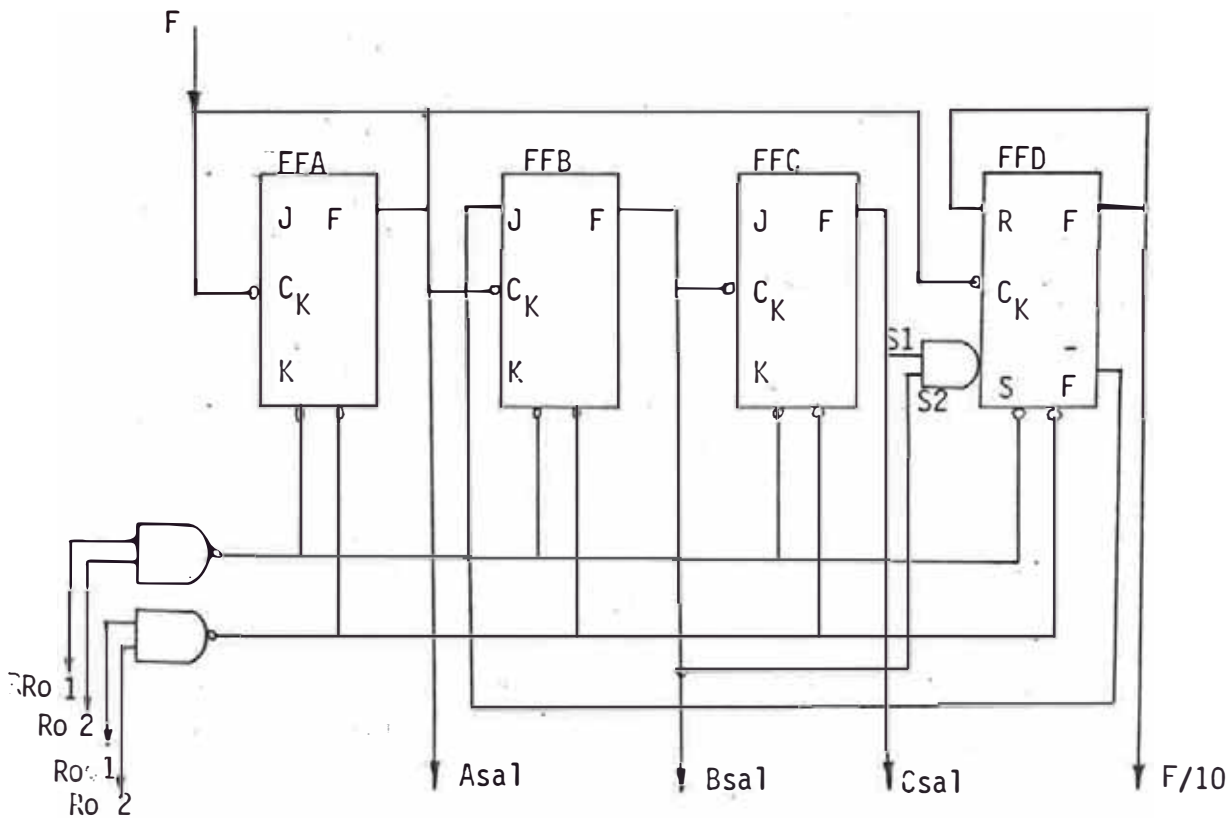 F
FFA
FFB
FFC
FFD
J F
J F
J F
R F
CK
CK
CK
CK
K
K
K
S1
S2
S F̅
Ro 1
Ro 2
Ro 1
Ro 2
Asal
Bsal
Csal
F/10